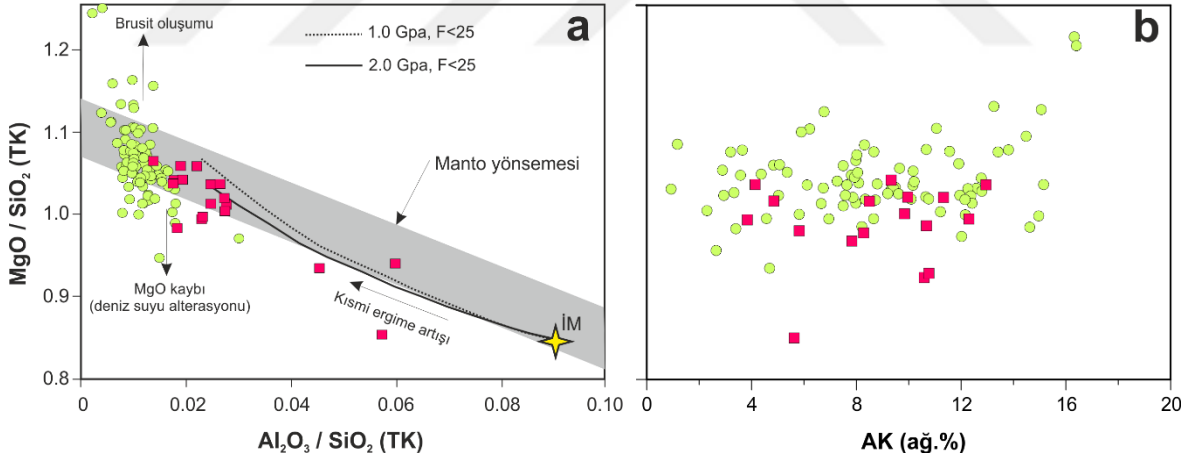 a
Brusit oluşumu
1.0 Gpa, F<25
2.0 Gpa, F<25
Manto yönsemesi
MgO kaybı
(deniz suyu alterasyonu)
Kısmi ergime artışı
İM
1.2
1.1
1.0
0.9
0.8
MgO / SiO₂ (TK)
0
0.02
0.04
0.06
0.08
0.10
Al₂O₃ / SiO₂ (TK)
b
0
4
8
12
16
20
AK (ağ.%)